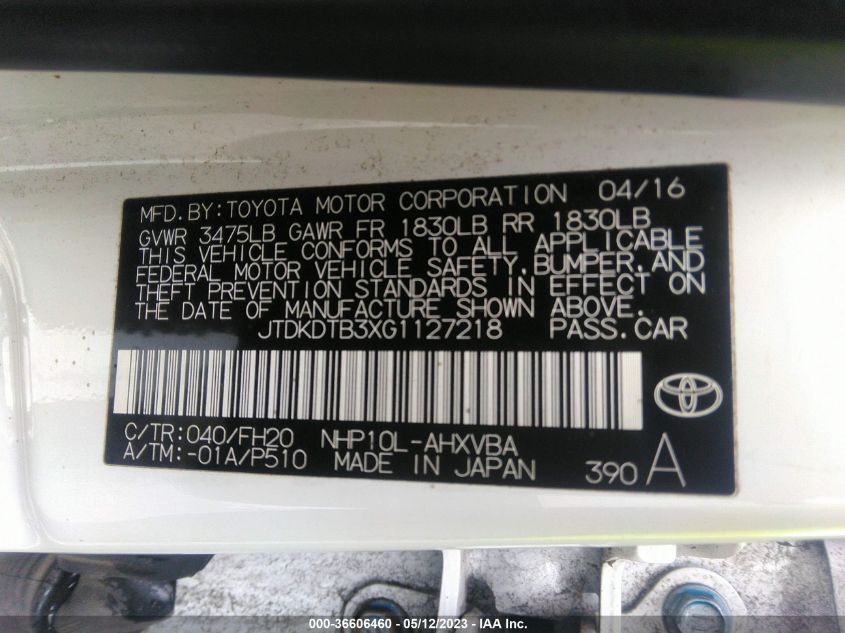 MFD. BY: TOYOTA MOTOR CORPORATION 04/16
GVWR 3475LB GAWR FR 1830LB RR 1830LB
THIS VEHICLE CONFORMS TO ALL APPLICABLE
FEDERAL MOTOR VEHICLE SAFETY, BUMPER, AND
THEFT PREVENTION STANDARDS IN EFFECT ON
THE DATE OF MANUFACTURE SHOWN ABOVE.
JTDKDTB3XG1127218 PASS. CAR
C/TR: 040/FH20 NHP10L-AHXVBA
A/TM: -01A/P510 MADE IN JAPAN 390 A
000-36606460 - 05/12/2023 - IAA Inc.